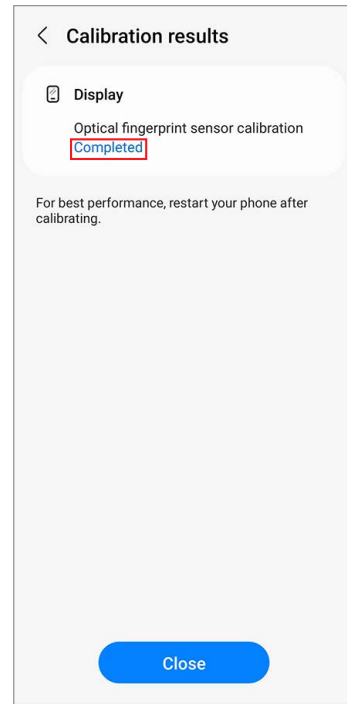 Calibration results
Display
Optical fingerprint sensor calibration
Completed
For best performance, restart your phone after
calibrating.
Close